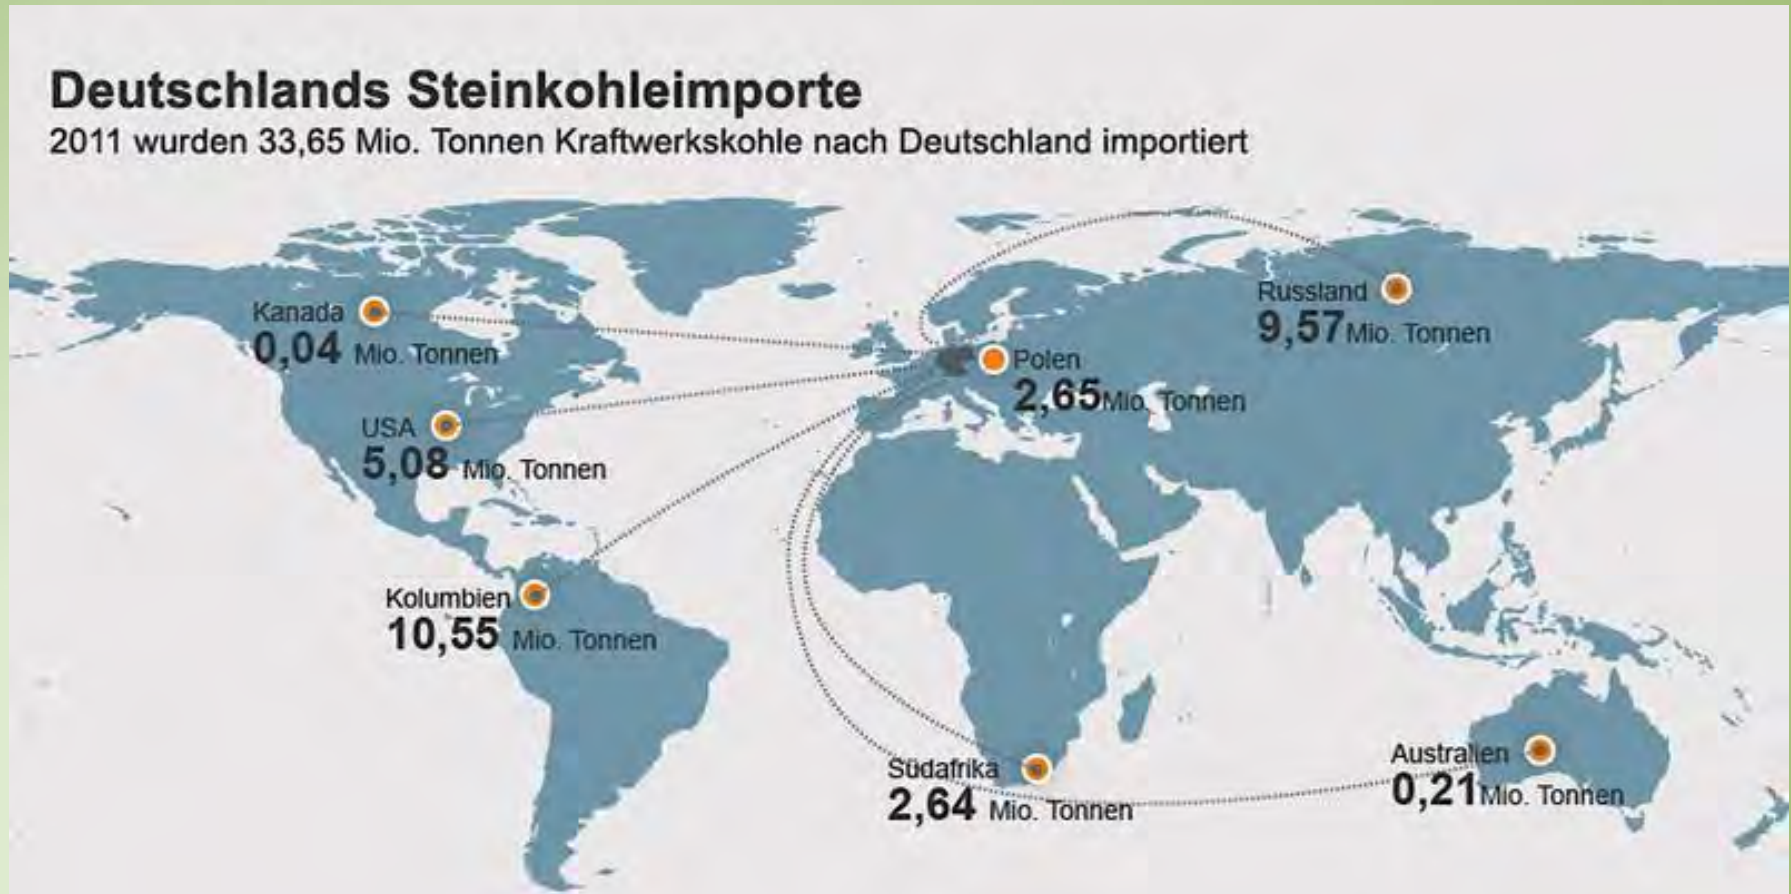 Deutschlands Steinkohleimporte
2011 wurden 33,65 Mio. Tonnen Kraftwerkskohle nach Deutschland importiert
Kanada
0,04 Mio. Tonnen
Russland
9,57 Mio. Tonnen
Polen
2,65 Mio. Tonnen
USA
5,08 Mio. Tonnen
Kolumbien
10,55 Mio. Tonnen
Südafrika
2,64 Mio. Tonnen
Australien
0,21 Mio. Tonnen